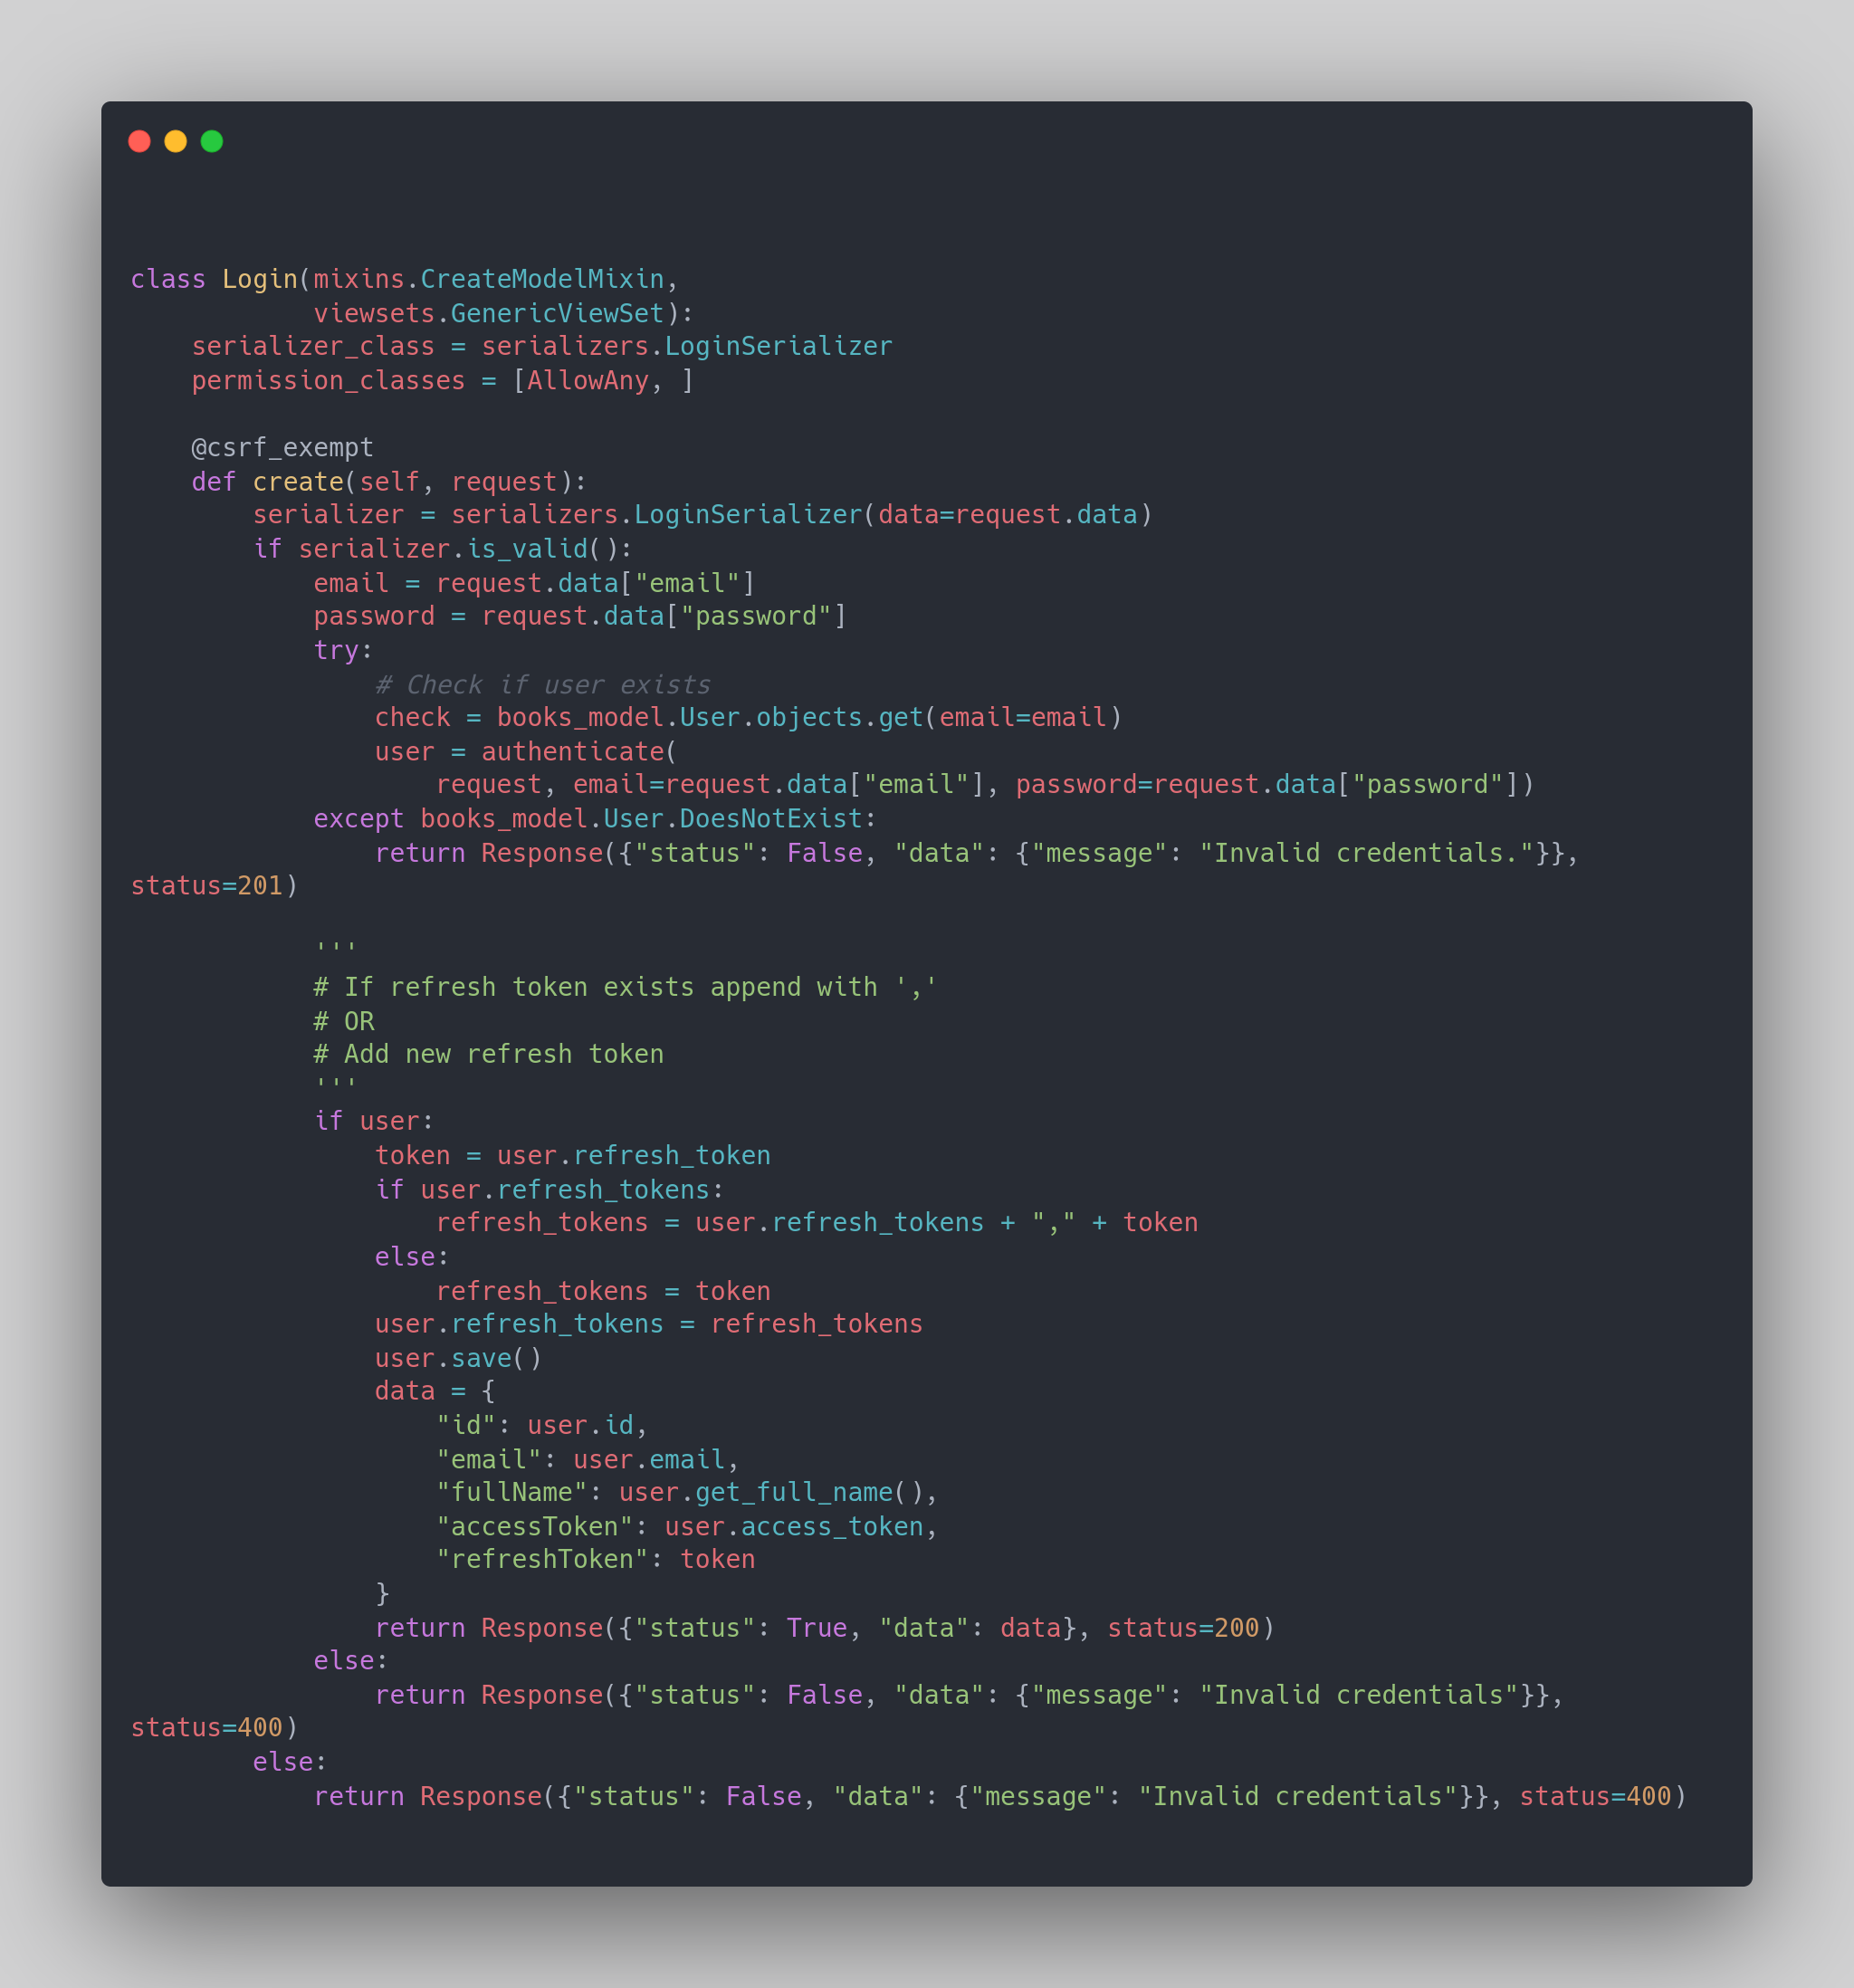 class Login(mixins.CreateModelMixin,
            viewsets.GenericViewSet):
    serializer_class = serializers.LoginSerializer
    permission_classes = [AllowAny, ]

    @csrf_exempt
    def create(self, request):
        serializer = serializers.LoginSerializer(data=request.data)
        if serializer.is_valid():
            email = request.data["email"]
            password = request.data["password"]
            try:
                # Check if user exists
                check = books_model.User.objects.get(email=email)
                user = authenticate(
                    request, email=request.data["email"], password=request.data["password"])
            except books_model.User.DoesNotExist:
                return Response({"status": False, "data": {"message": "Invalid credentials."}},
status=201)

            '''
            # If refresh token exists append with ','
            # OR
            # Add new refresh token
            '''
            if user:
                token = user.refresh_token
                if user.refresh_tokens:
                    refresh_tokens = user.refresh_tokens + "," + token
                else:
                    refresh_tokens = token
                user.refresh_tokens = refresh_tokens
                user.save()
                data = {
                    "id": user.id,
                    "email": user.email,
                    "fullName": user.get_full_name(),
                    "accessToken": user.access_token,
                    "refreshToken": token
                }
                return Response({"status": True, "data": data}, status=200)
            else:
                return Response({"status": False, "data": {"message": "Invalid credentials"}},
status=400)
        else:
            return Response({"status": False, "data": {"message": "Invalid credentials"}}, status=400)